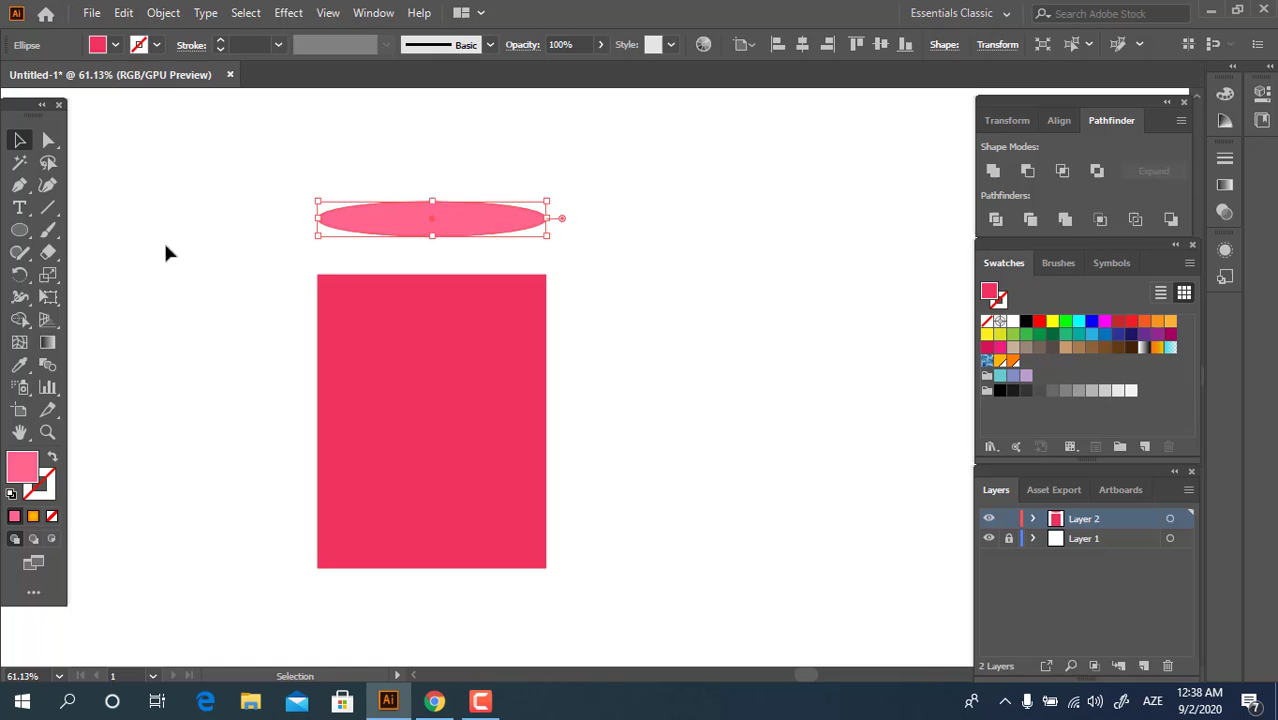 Ai File Edit Object Type Select Effect View Window Help Essentials Classic Search Adobe Stock
Ellipse Stroke: Basic Opacity: 100% Style: Shape: Transform
Untitled-1* @ 61.13% (RGB/GPU Preview)
Transform Align Pathfinder
Shape Modes:
Expand
Pathfinders:
Swatches Brushes Symbols
Layers Asset Export Artboards
Layer 2
Layer 1
2 Layers
61.13% 1 Selection
Ai AZE 12:38 AM
9/2/2020 7